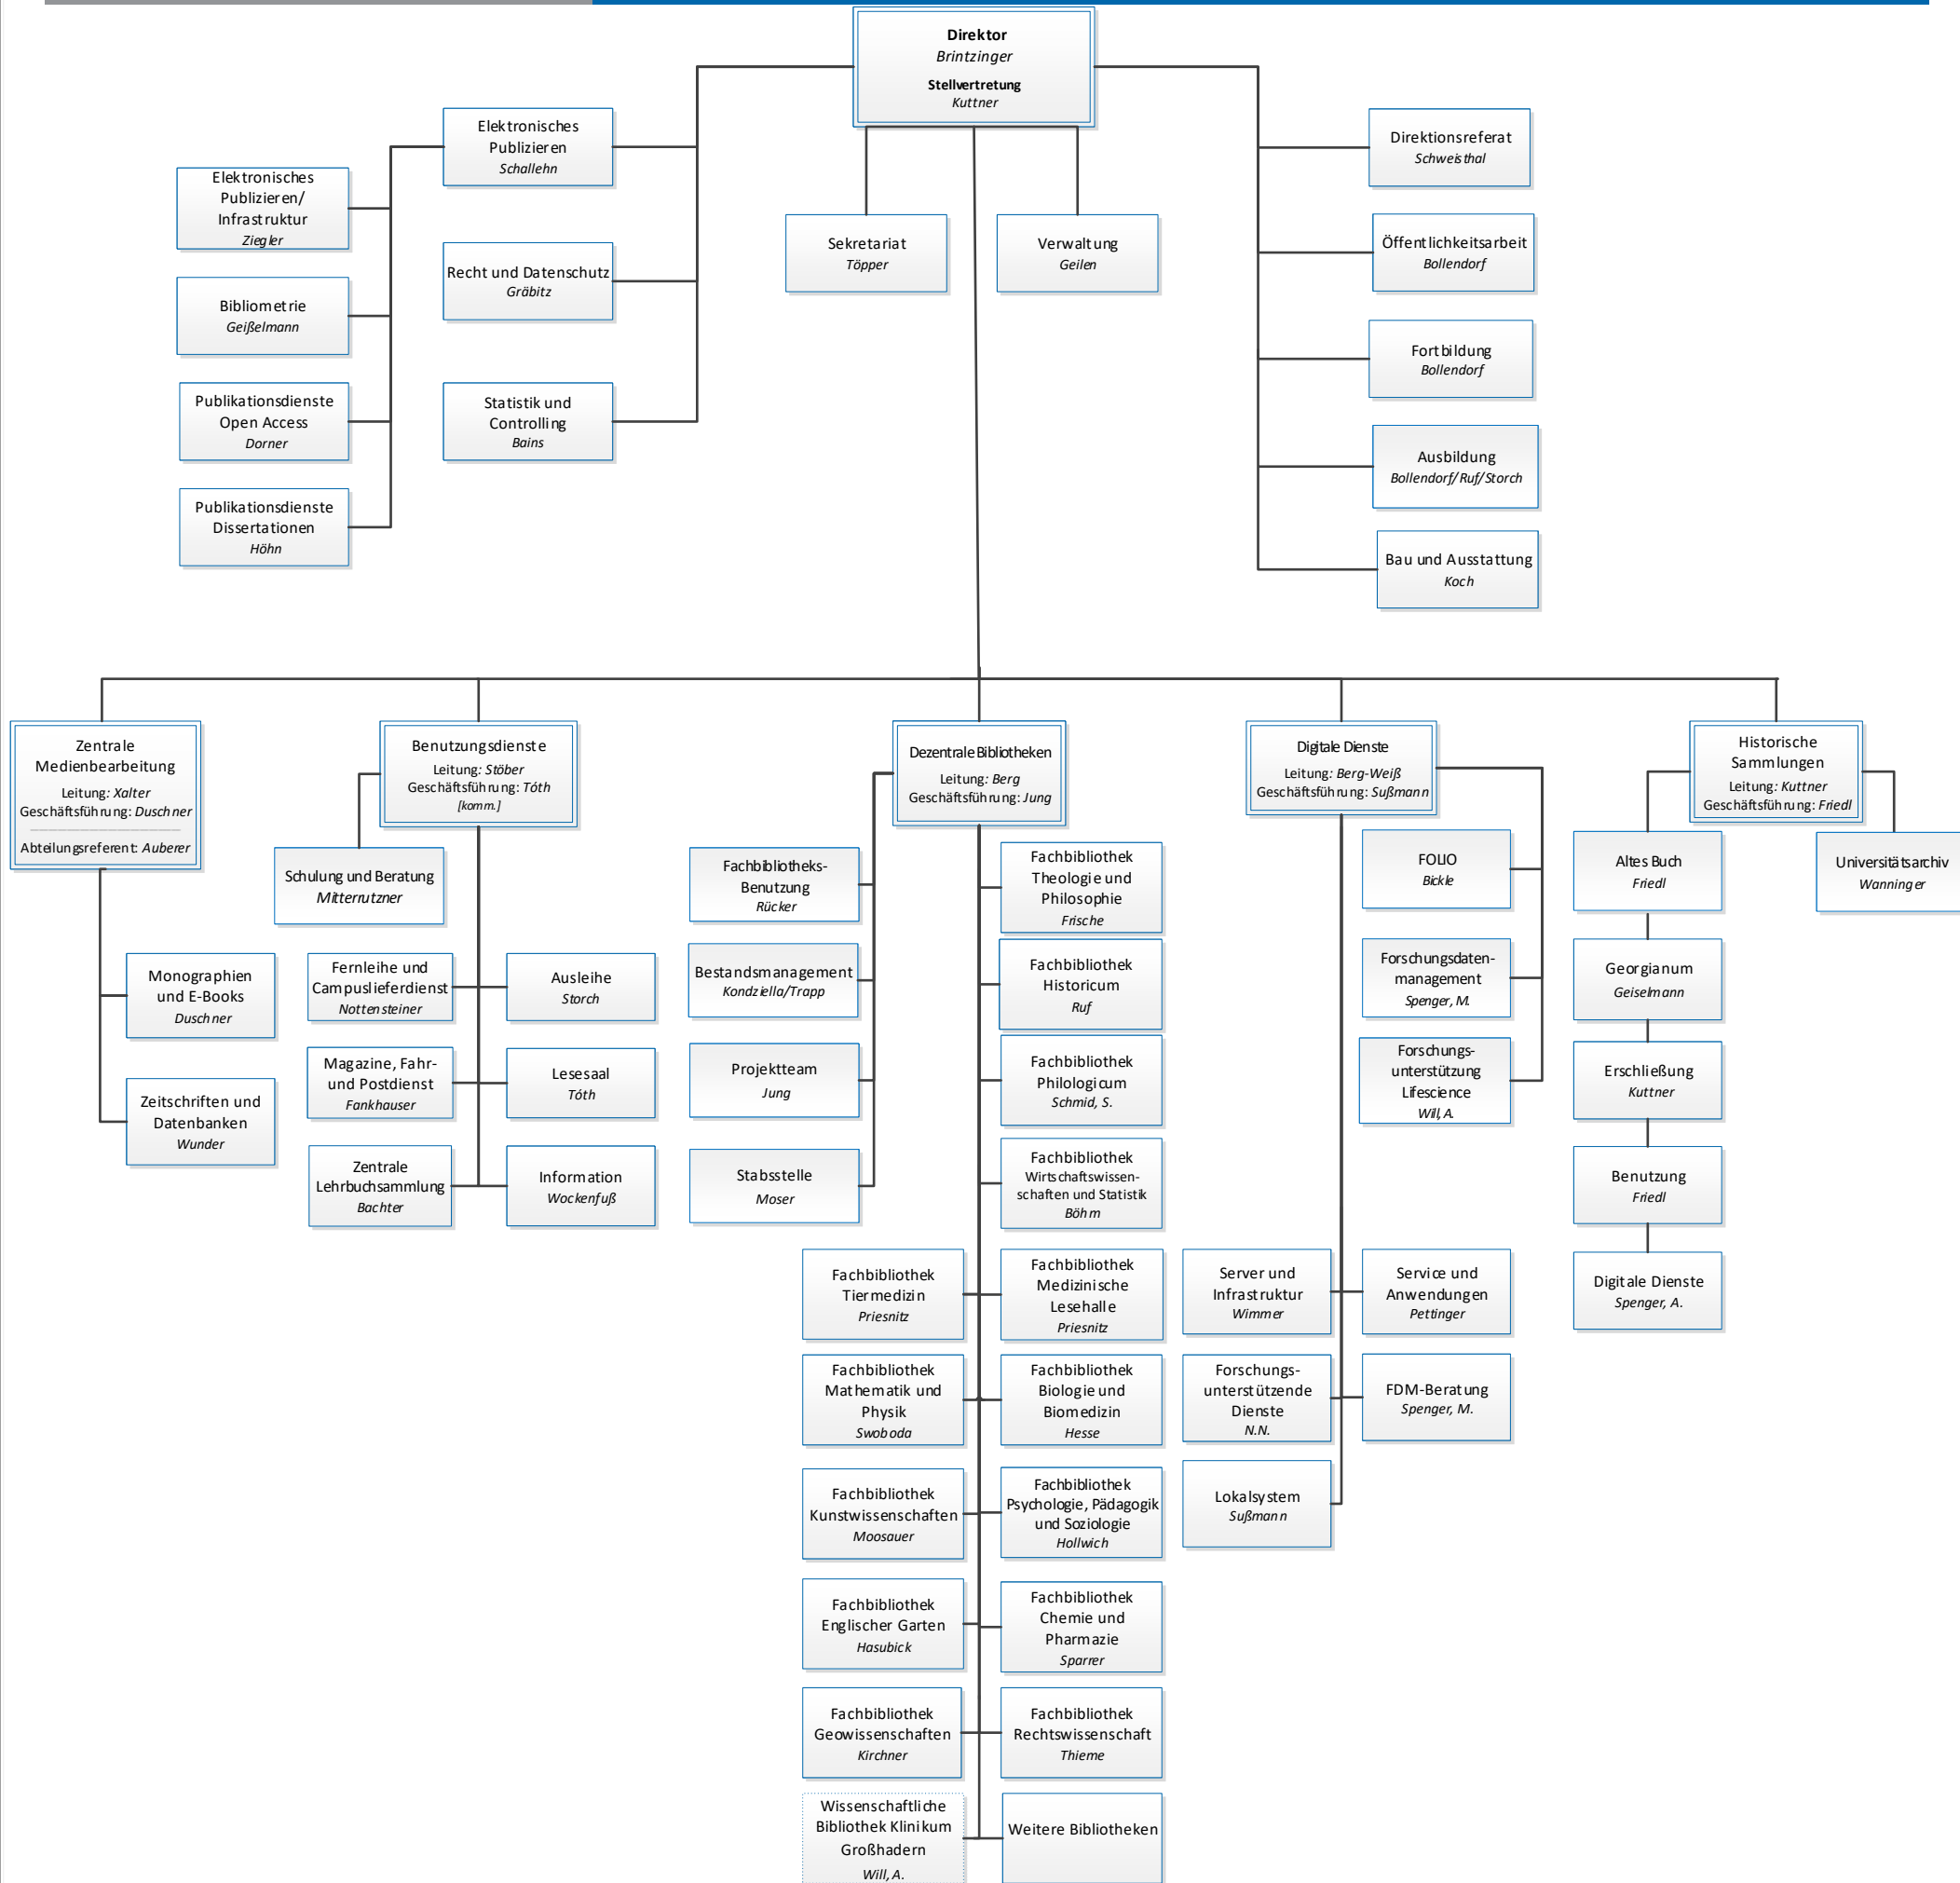 Direktor
Brintzinger
Stellvertretung
Kuttner
Elektronisches
Publizieren
Schallehn
Elektronisches
Publizieren/
Infrastruktur
Ziegler
Bibliometrie
Geißelmann
Publikationsdienste
Open Access
Dorner
Publikationsdienste
Dissertationen
Höhn
Recht und Datenschutz
Gräbitz
Statistik und
Controlling
Bains
Sekretariat
Töpper
Verwaltung
Geilen
Direktionsreferat
Schweisthal
Öffentlichkeitsarbeit
Bollendorf
Fortbildung
Bollendorf
Ausbildung
Bollendorf/Ruf/Storch
Bau und Ausstattung
Koch
Zentrale
Medienbearbeitung
Leitung: Xalter
Geschäftsführung: Duschner
Abteilungsreferent: Auberer
Monographien
und E-Books
Duschner
Zeitschriften und
Datenbanken
Wunder
Benutzungsdienste
Leitung: Stöber
Geschäftsführung: Tóth
[komm.]
Schulung und Beratung
Mitterrutzner
Fernleihe und
Campuslieferdienst
Nottensteiner
Ausleihe
Storch
Magazine, Fahr-
und Postdienst
Fankhauser
Lesesaal
Tóth
Zentrale
Lehrbuchsammlung
Bachter
Information
Wockenfuß
Dezentrale Bibliotheken
Leitung: Berg
Geschäftsführung: Jung
Fachbibliotheks-
Benutzung
Rücker
Bestandsmanagement
Kondziella/Trapp
Projektteam
Jung
Stabsstelle
Moser
Fachbibliothek
Theologie und
Philosophie
Frische
Fachbibliothek
Historicum
Ruf
Fachbibliothek
Philologicum
Schmid, S.
Fachbibliothek
Wirtschaftswissen-
schaften und Statistik
Böhm
Fachbibliothek
Tiermedizin
Priesnitz
Fachbibliothek
Medizinische
Lesehalle
Priesnitz
Fachbibliothek
Mathematik und
Physik
Swoboda
Fachbibliothek
Biologie und
Biomedizin
Hesse
Fachbibliothek
Kunstwissenschaften
Moosauer
Fachbibliothek
Psychologie, Pädagogik
und Soziologie
Hollwich
Fachbibliothek
Englischer Garten
Hasubick
Fachbibliothek
Chemie und
Pharmazie
Sparrer
Fachbibliothek
Geowissenschaften
Kirchner
Fachbibliothek
Rechtswissenschaft
Thieme
Wissenschaftliche
Bibliothek Klinikum
Großhadern
Will, A.
Weitere Bibliotheken
Digitale Dienste
Leitung: Berg-Weiß
Geschäftsführung: Sußmann
FOLIO
Bickle
Forschungsdaten-
management
Spenger, M.
Forschungs-
unterstützung
Lifescience
Will, A.
Server und
Infrastruktur
Wimmer
Service und
Anwendungen
Pettinger
Forschungs-
unterstützende
Dienste
N.N.
FDM-Beratung
Spenger, M.
Lokalsystem
Sußmann
Historische
Sammlungen
Leitung: Kuttner
Geschäftsführung: Friedl
Altes Buch
Friedl
Universitätsarchiv
Wanninger
Georgianum
Geiselmann
Erschließung
Kuttner
Benutzung
Friedl
Digitale Dienste
Spenger, A.